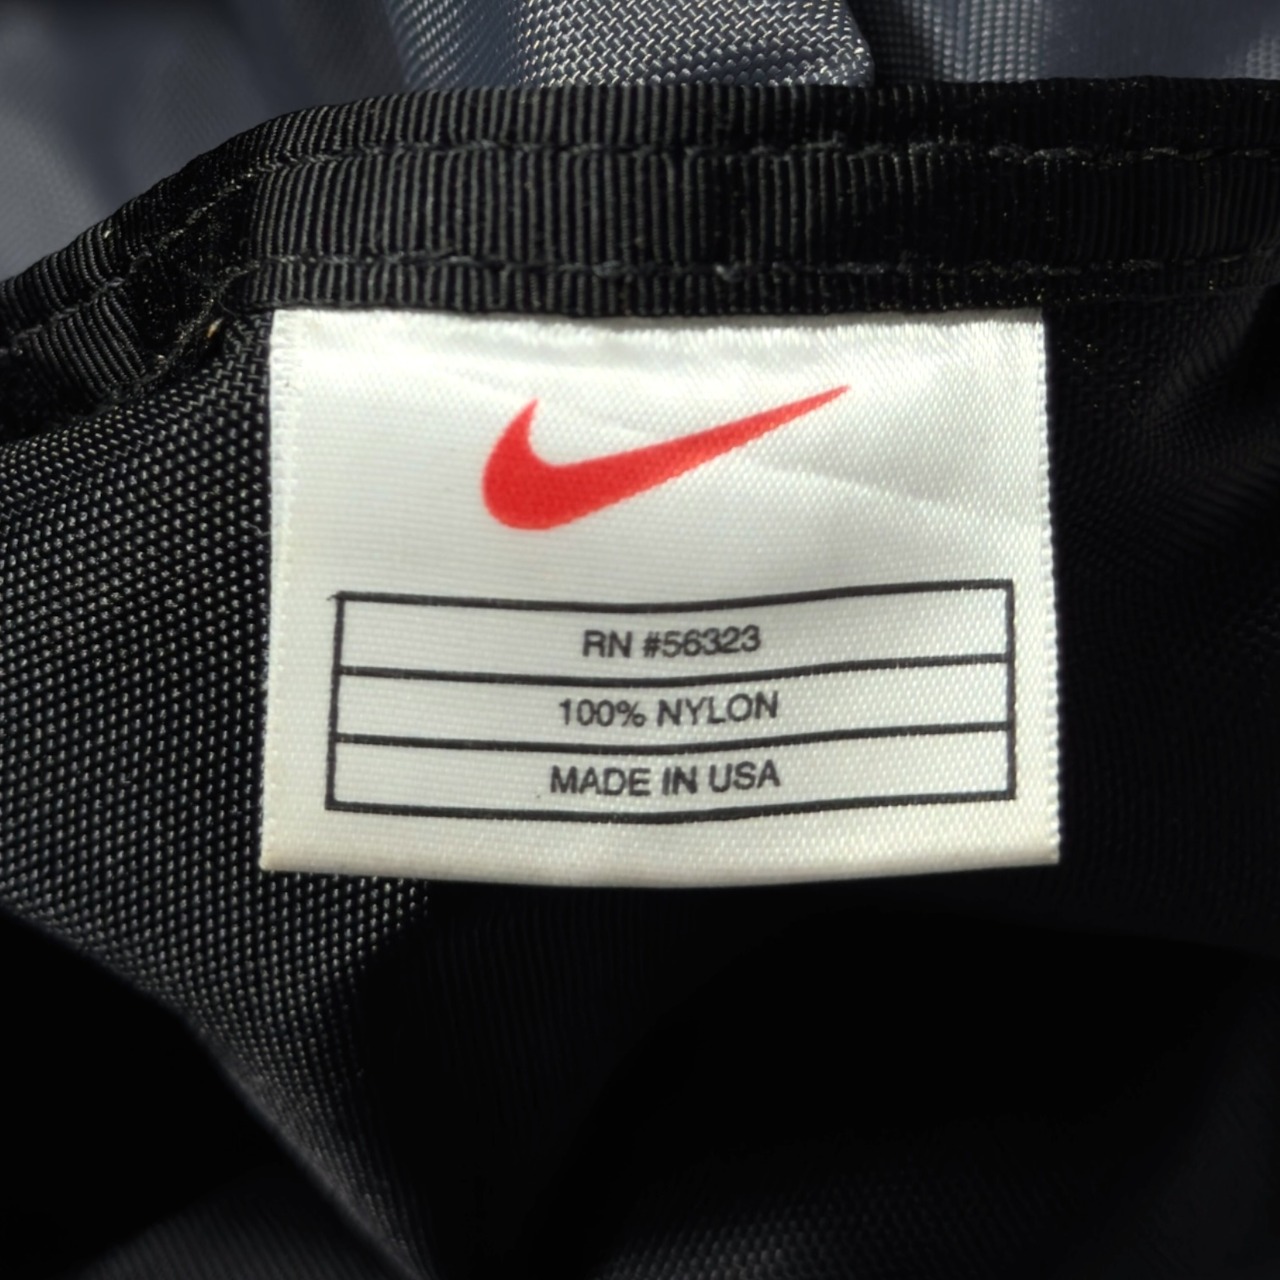 RN #56323
100% NYLON
MADE IN USA